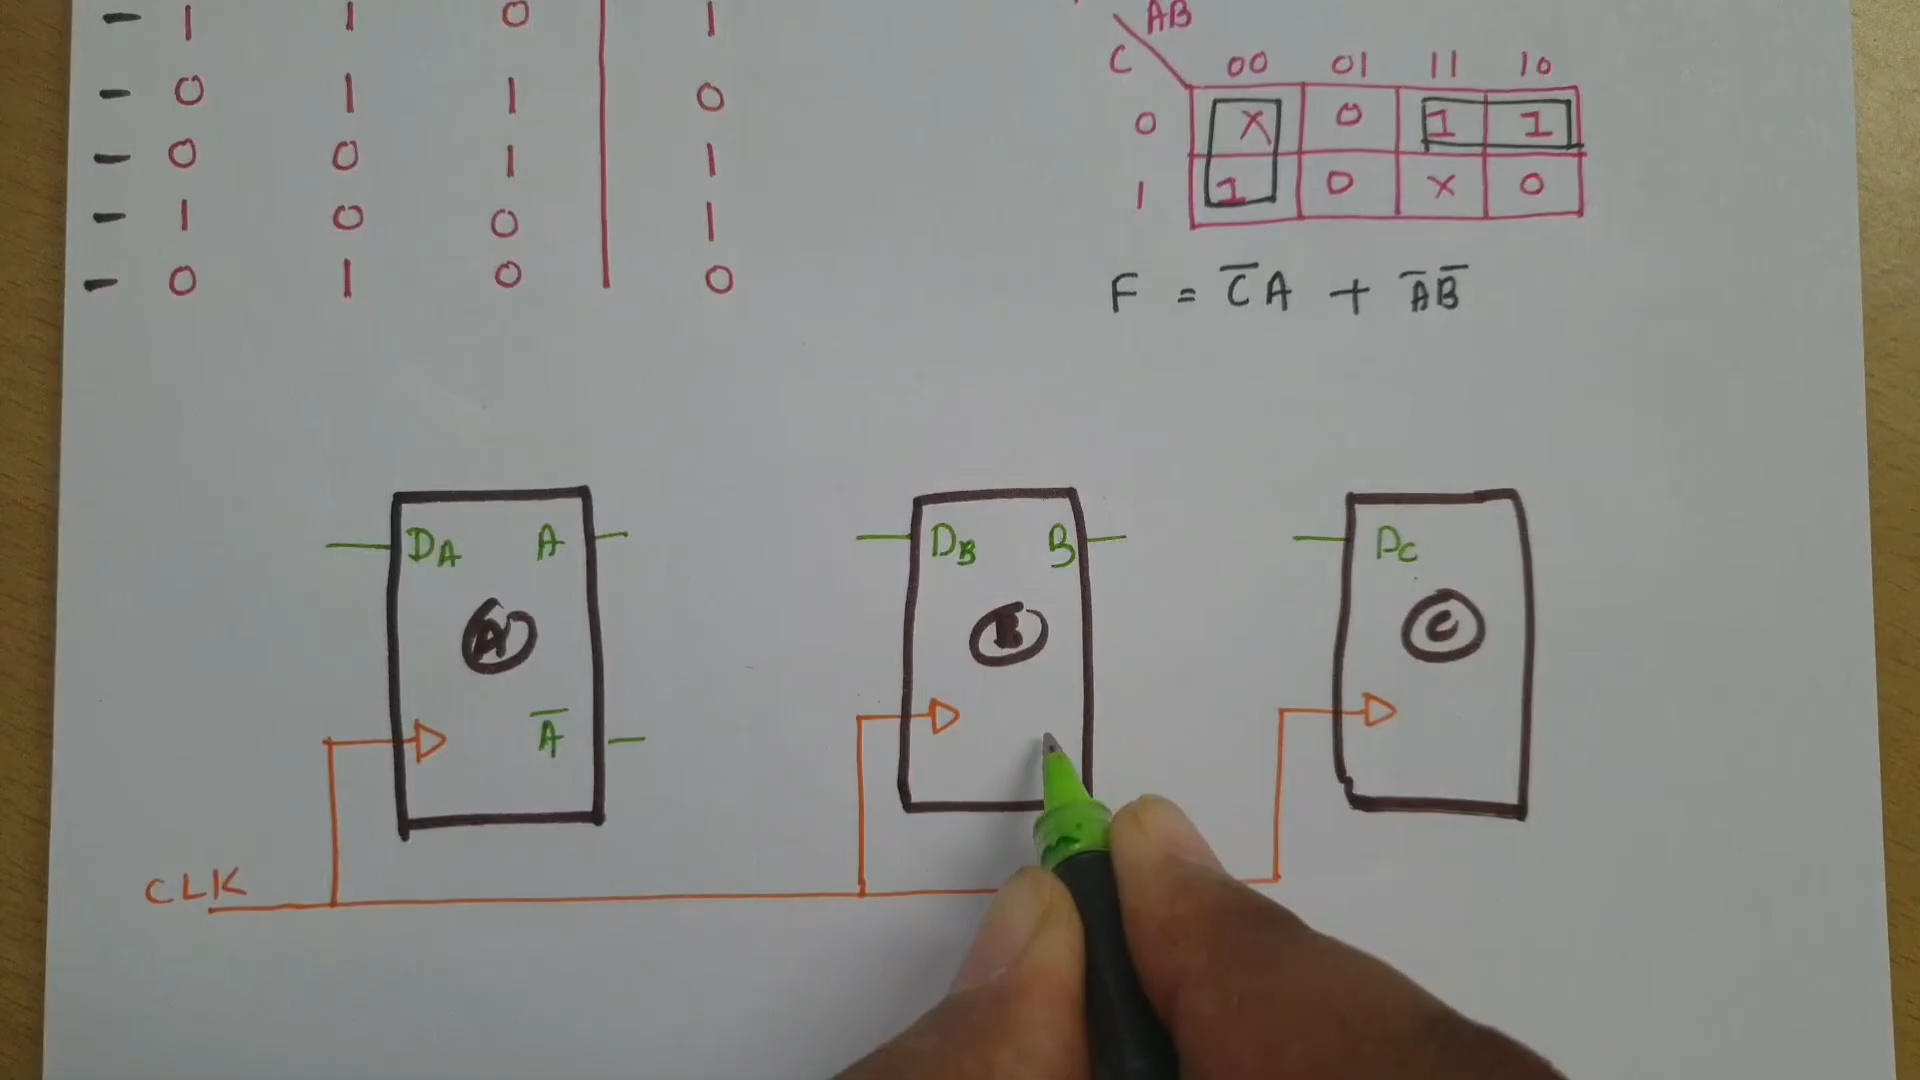 - 1 1 0 | 1
- 0 1 1 | 0
- 0 0 1 | 1
- 1 0 0 | 1
- 0 1 0 | 0
AB
C 00 01 11 10
0 X 0 1 1
1 1 0 X 0
F = C̅A + A̅B̅
DA A
A
A̅
DB B
B
DC
C
CLK